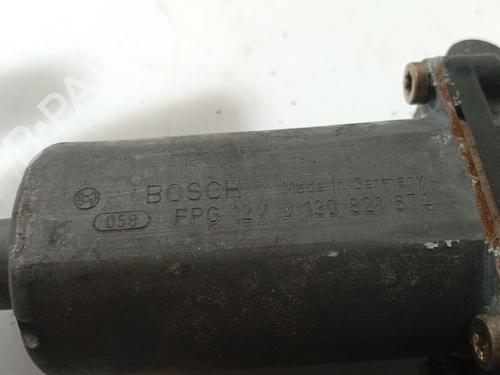 BOSCH Made in Germany
058 FPG 12V 0 130 821 674